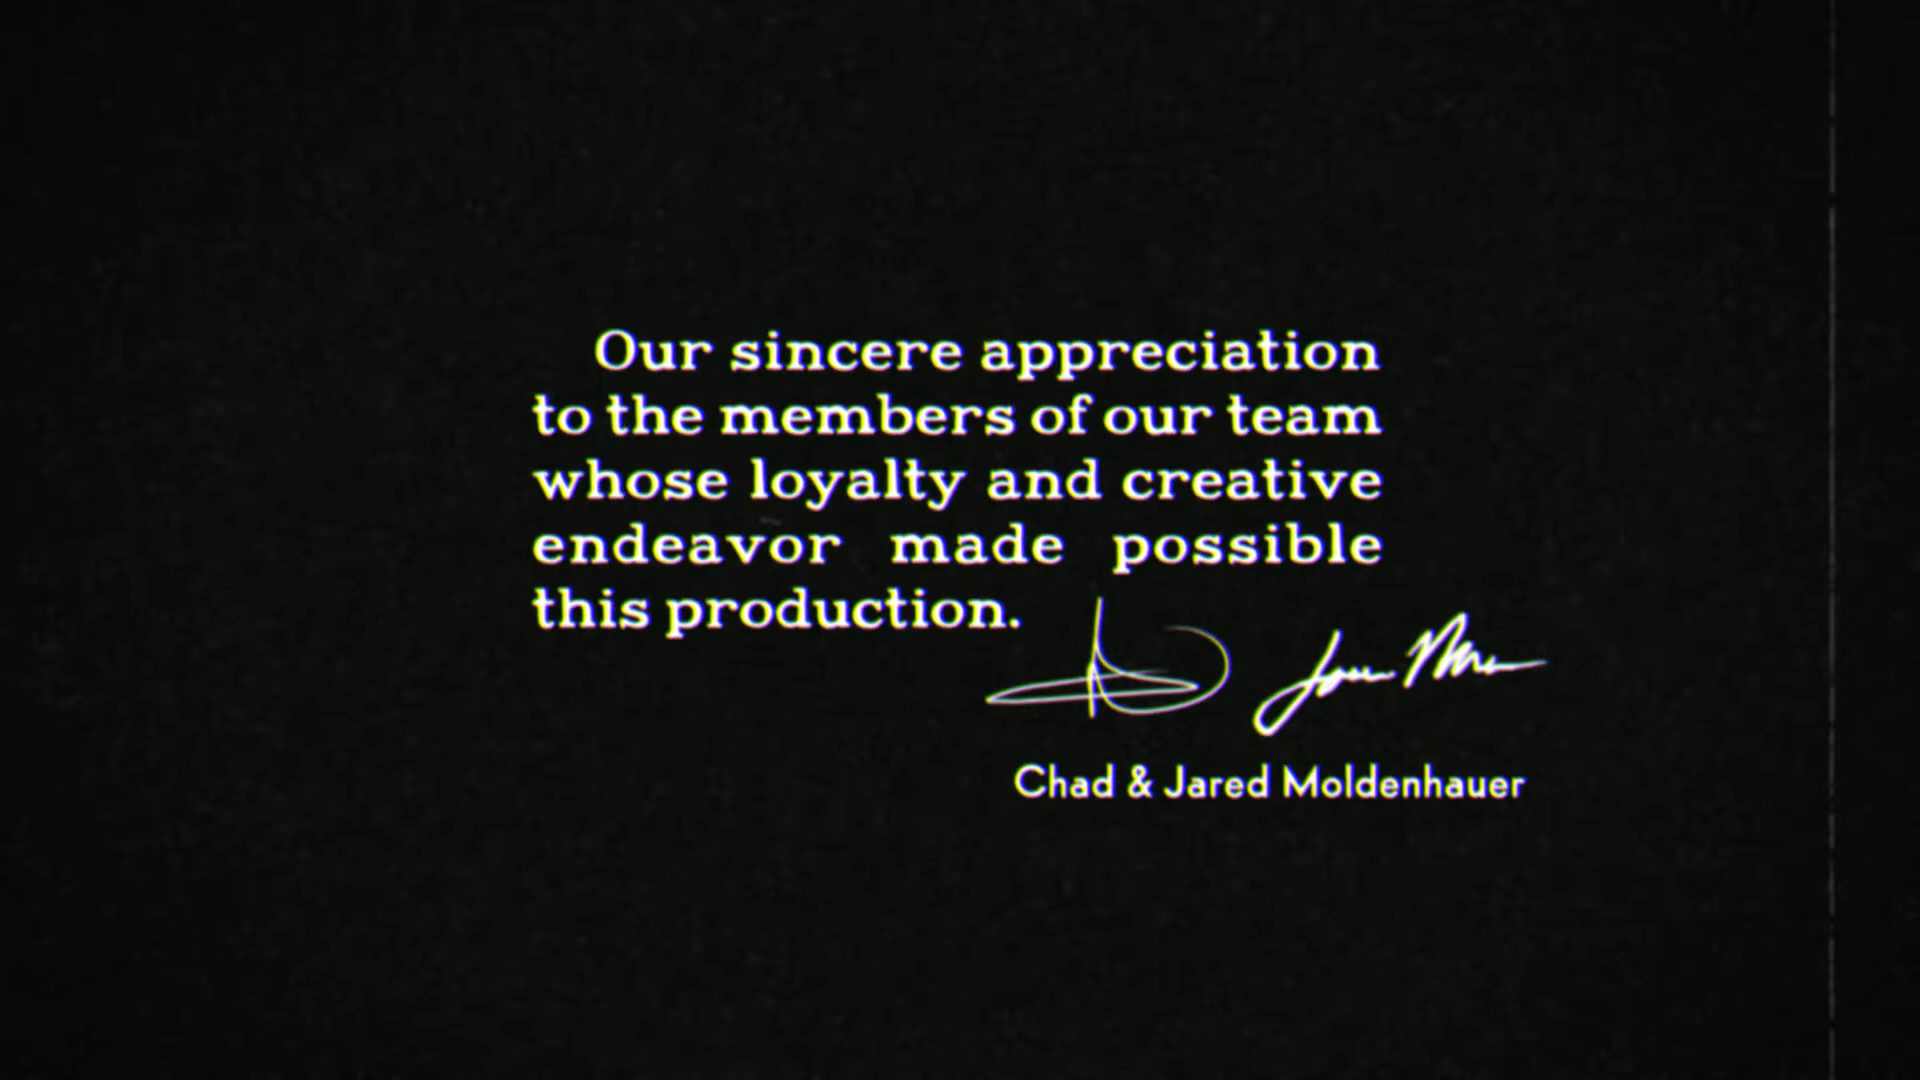 Our sincere appreciation
to the members of our team
whose loyalty and creative
endeavor made possible
this production.
Chad & Jared Moldenhauer